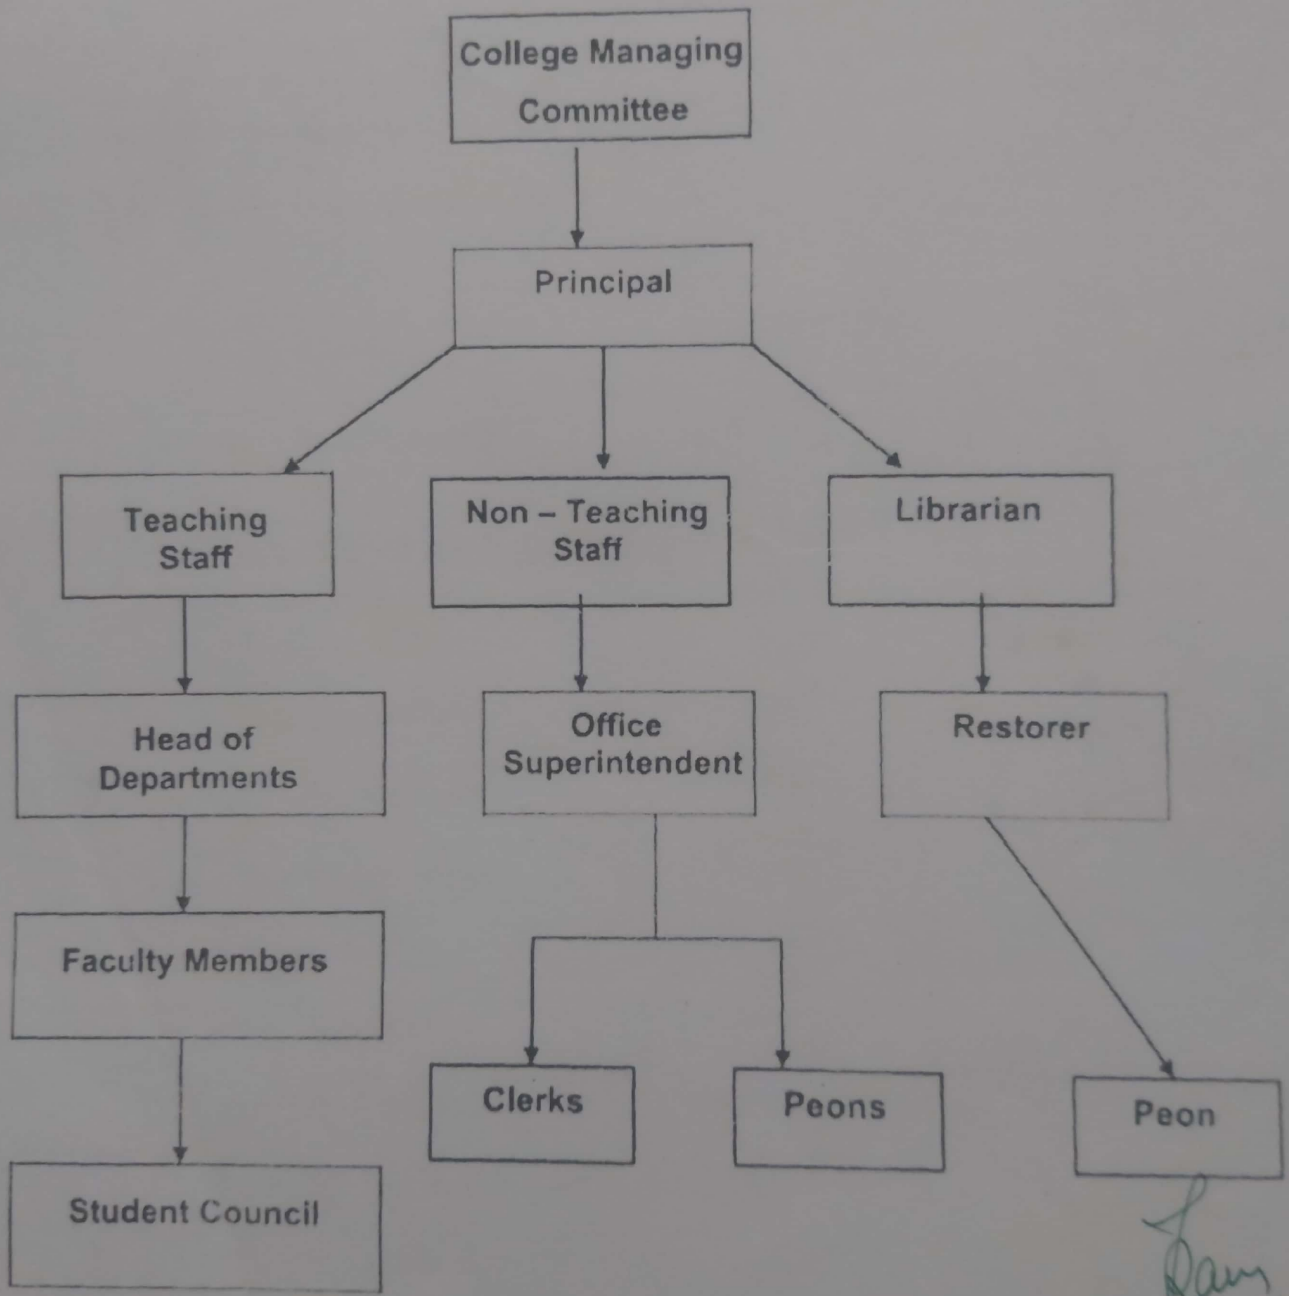 College Managing
Committee
Principal
Teaching
Staff
Non – Teaching
Staff
Librarian
Head of
Departments
Office
Superintendent
Restorer
Faculty Members
Clerks
Peons
Peon
Student Council